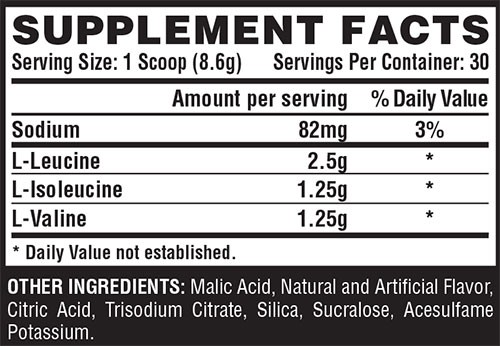 SUPPLEMENT FACTS
Serving Size: 1 Scoop (8.6g) Servings Per Container: 30
Amount per serving % Daily Value
Sodium 82mg 3%
L-Leucine 2.5g *
L-Isoleucine 1.25g *
L-Valine 1.25g *
* Daily Value not established.
OTHER INGREDIENTS: Malic Acid, Natural and Artificial Flavor,
Citric Acid, Trisodium Citrate, Silica, Sucralose, Acesulfame
Potassium.